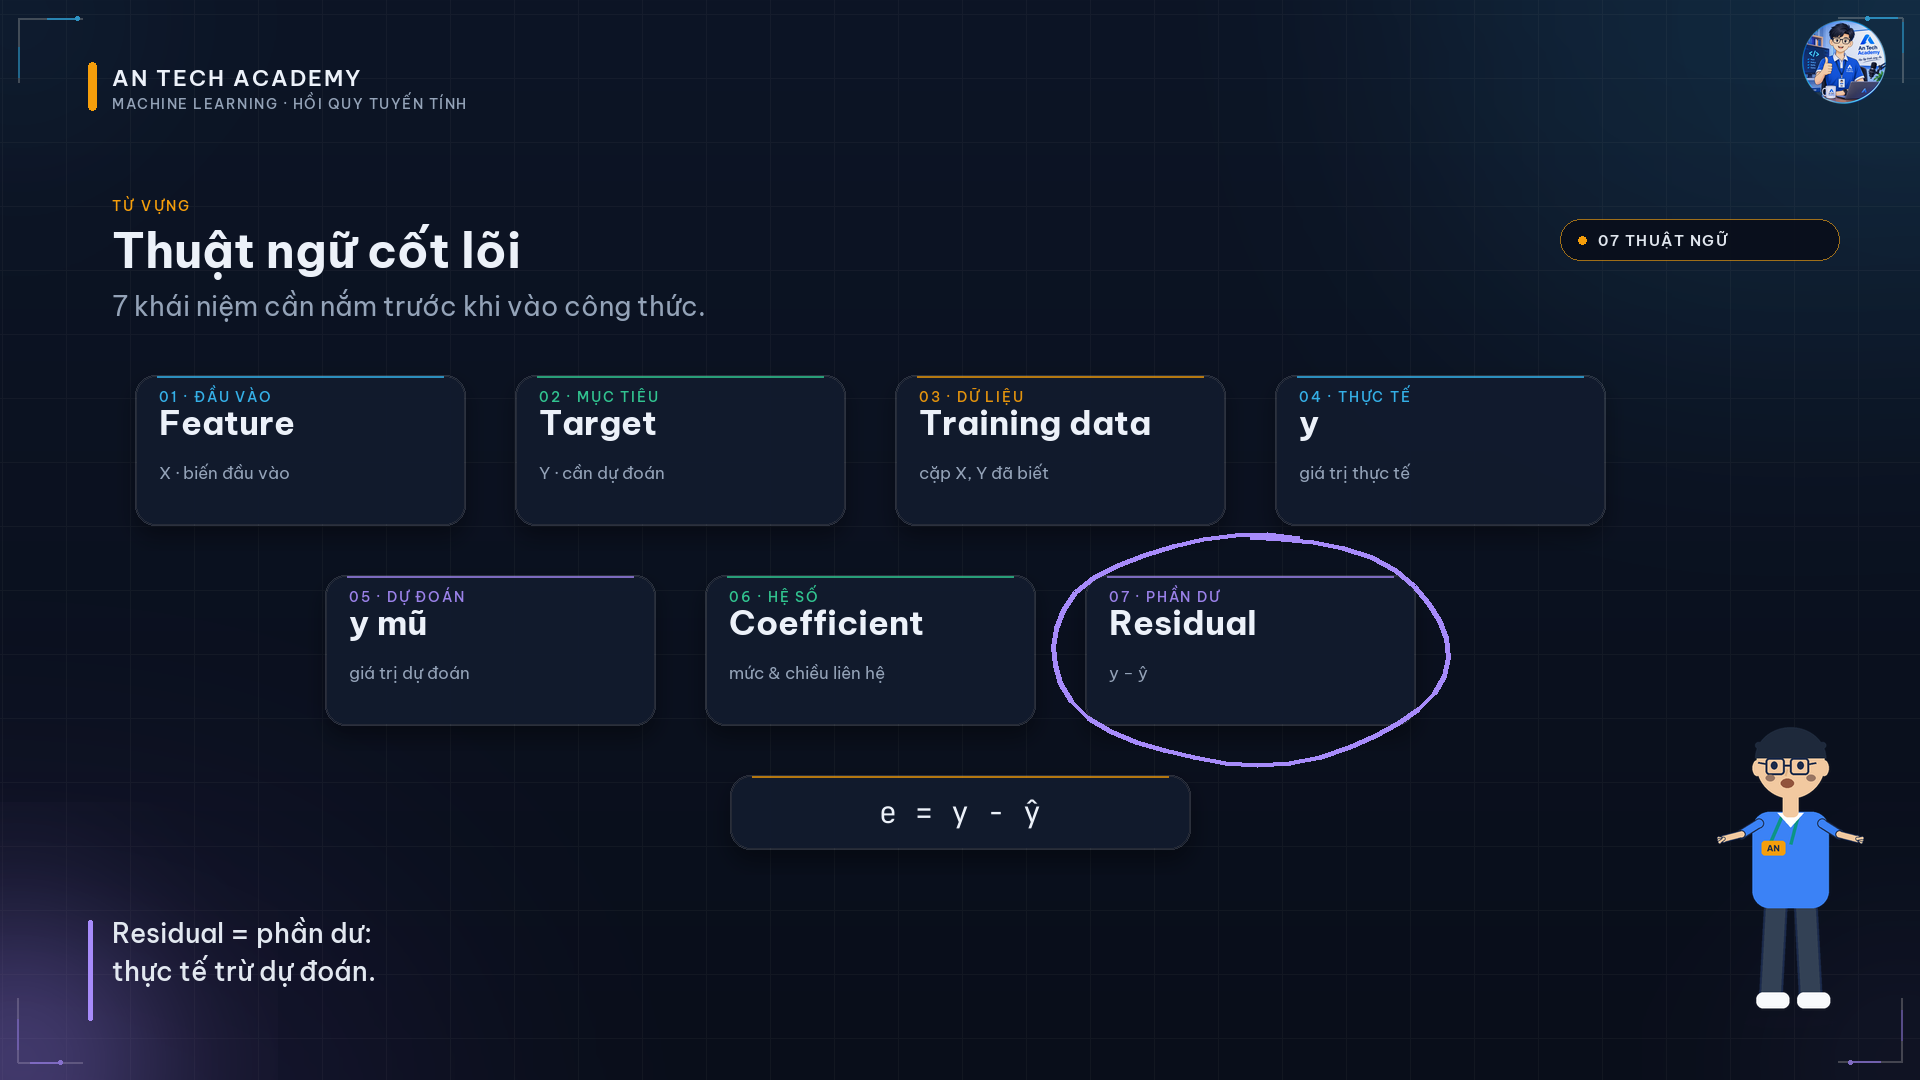 AN TECH ACADEMY
MACHINE LEARNING · HỒI QUY TUYẾN TÍNH
An Tech
Academy
TỪ VỰNG
Thuật ngữ cốt lõi
7 khái niệm cần nắm trước khi vào công thức.
07 THUẬT NGỮ
01 · ĐẦU VÀO
Feature
X · biến đầu vào
02 · MỤC TIÊU
Target
Y · cần dự đoán
03 · DỮ LIỆU
Training data
cặp X, Y đã biết
04 · THỰC TẾ
y
giá trị thực tế
05 · DỰ ĐOÁN
y mũ
giá trị dự đoán
06 · HỆ SỐ
Coefficient
mức & chiều liên hệ
07 · PHẦN DƯ
Residual
y − ŷ
e = y - ŷ
AN
Residual = phần dư:
thực tế trừ dự đoán.